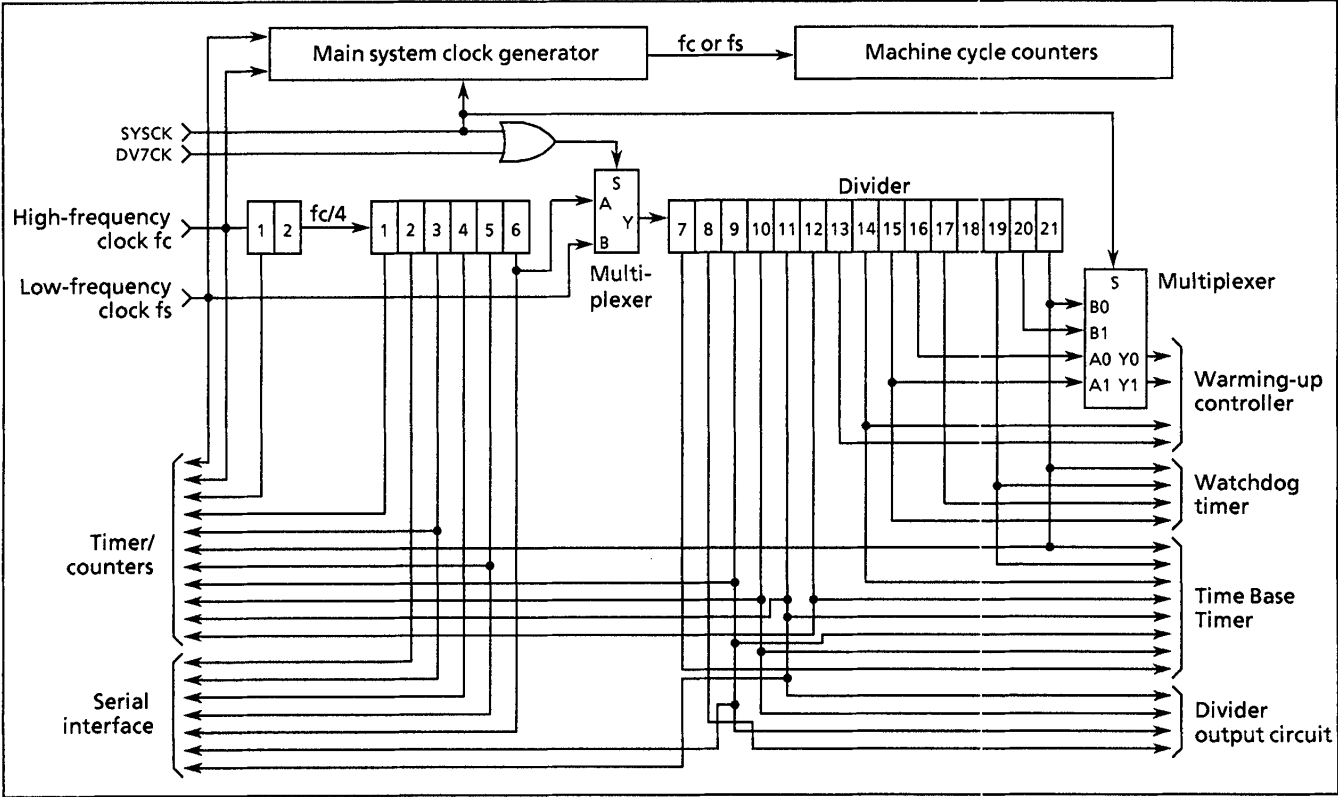 Main system clock generator
fc or fs
Machine cycle counters
SYSCK
DV7CK
S
A
Y
B
Multi-
plexer
Divider
High-frequency
clock fc
1 2
fc/4
1 2 3 4 5 6
7 8 9 10 11 12 13 14 15 16 17 18 19 20 21
Low-frequency
clock fs
S
B0
B1
A0 Y0
A1 Y1
Multiplexer
Warming-up
controller
Watchdog
timer
Timer/
counters
Time Base
Timer
Serial
interface
Divider
output circuit